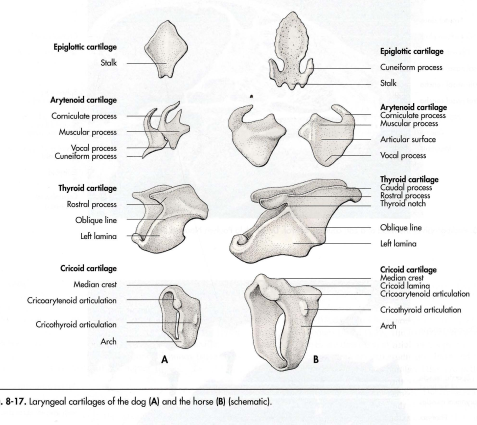 Epiglottic cartilage
Stalk
Epiglottic cartilage
Cuneiform process
Stalk
Arytenoid cartilage
Corniculate process
Muscular process
Vocal process
Cuneiform process
Arytenoid cartilage
Corniculate process
Muscular process
Articular surface
Vocal process
Thyroid cartilage
Rostral process
Oblique line
Left lamina
Thyroid cartilage
Caudal process
Rostral process
Thyroid notch
Oblique line
Left lamina
Cricoid cartilage
Median crest
Cricoarytenoid articulation
Cricothyroid articulation
Arch
Cricoid cartilage
Median crest
Cricoid lamina
Cricoarytenoid articulation
Cricothyroid articulation
Arch
A
B
. 8-17. Laryngeal cartilages of the dog (A) and the horse (B) (schematic).